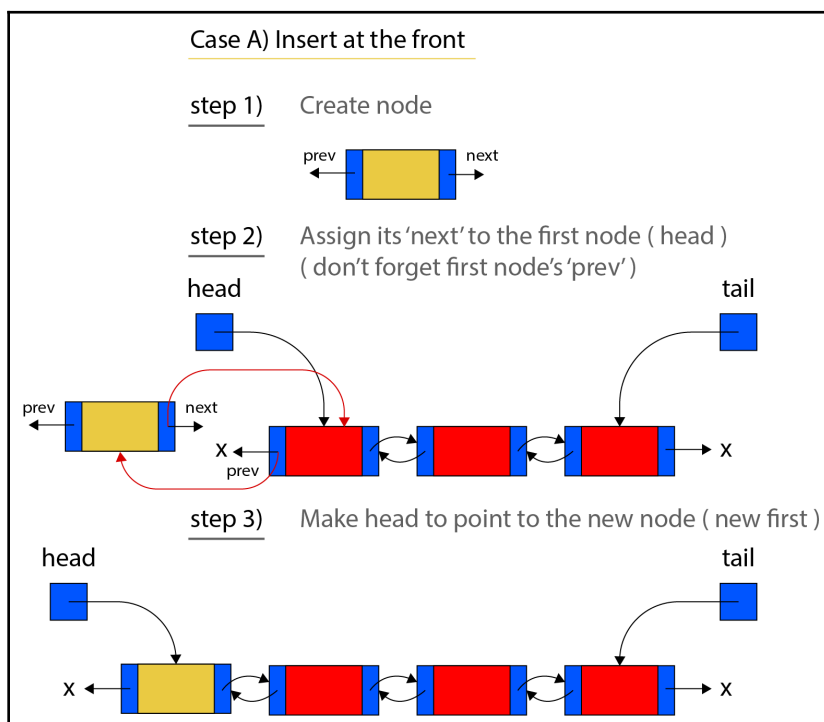 Case A) Insert at the front
step 1) Create node
prev next
step 2) Assign its ‘next’ to the first node ( head )
( don’t forget first node’s ‘prev’ )
head tail
prev next
x prev x
step 3) Make head to point to the new node ( new first )
head tail
x x